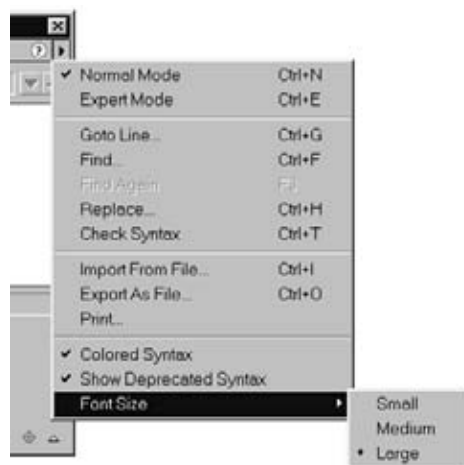 Normal Mode Ctrl+N
Expert Mode Ctrl+E
Goto Line... Ctrl+G
Find... Ctrl+F
Find Again
Replace... Ctrl+H
Check Syntax Ctrl+T
Import From File... Ctrl+I
Export As File... Ctrl+O
Print...
Colored Syntax
Show Deprecated Syntax
Font Size
Small
Medium
Large